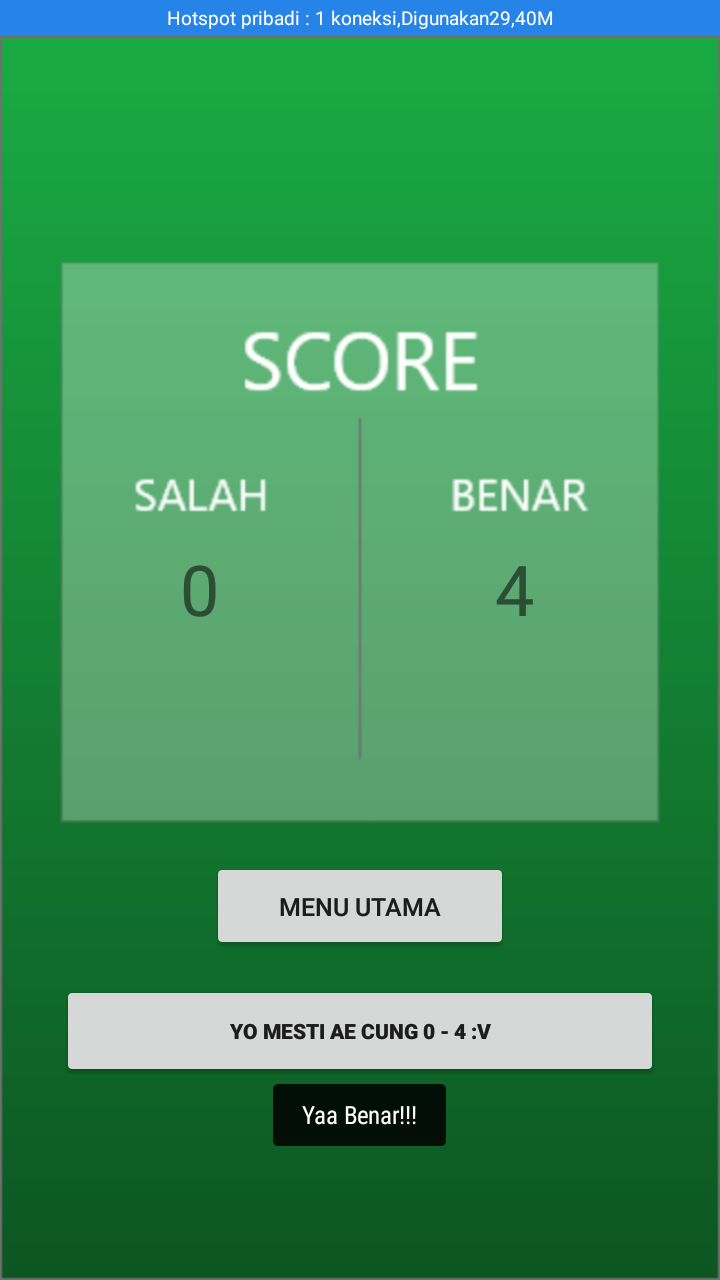 Hotspot pribadi : 1 koneksi,Digunakan29,40M
SCORE
SALAH
BENAR
0
4
MENU UTAMA
YO MESTI AE CUNG 0 - 4 :V
Yaa Benar!!!